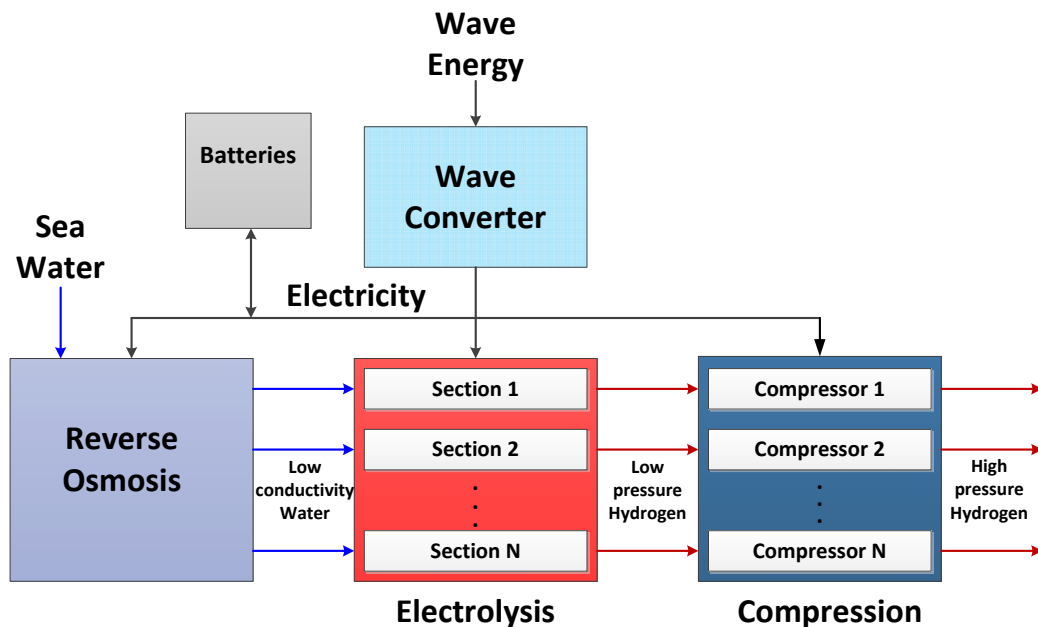 Wave
Energy
Batteries
Wave
Converter
Sea
Water
Electricity
Reverse
Osmosis
Low
conductivity
Water
Section 1
Section 2
Section N
Low
pressure
Hydrogen
Compressor 1
Compressor 2
Compressor N
High
pressure
Hydrogen
Electrolysis
Compression